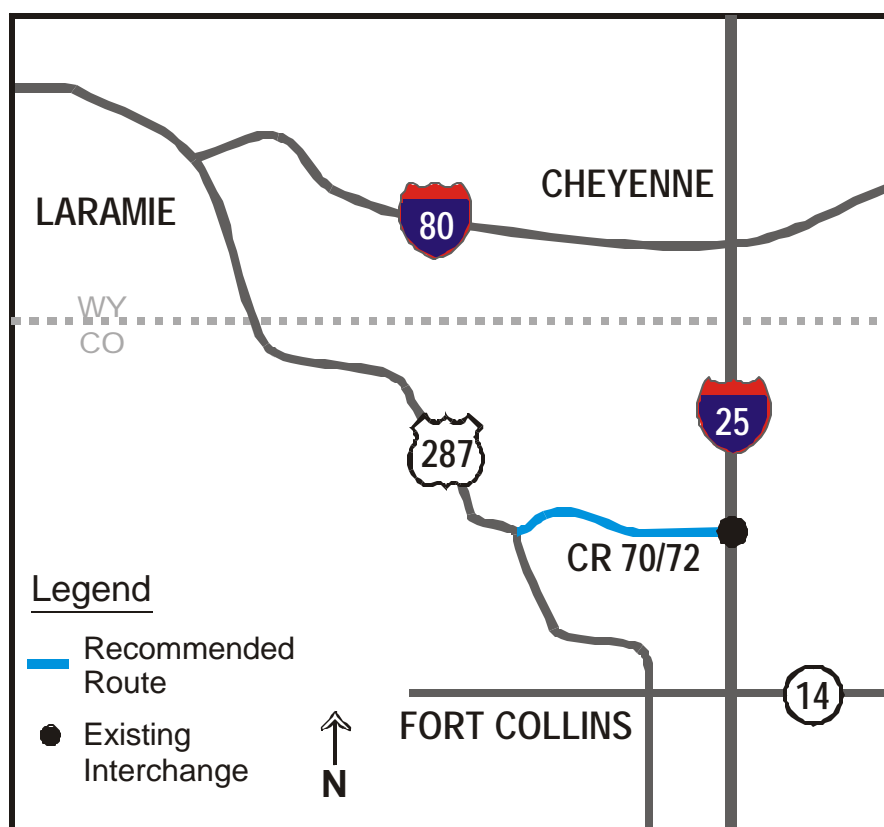 CHEYENNE
LARAMIE
80
WY
CO
25
287
CR 70/72
Legend
Recommended
Route
14
FORT COLLINS
Existing
Interchange
N